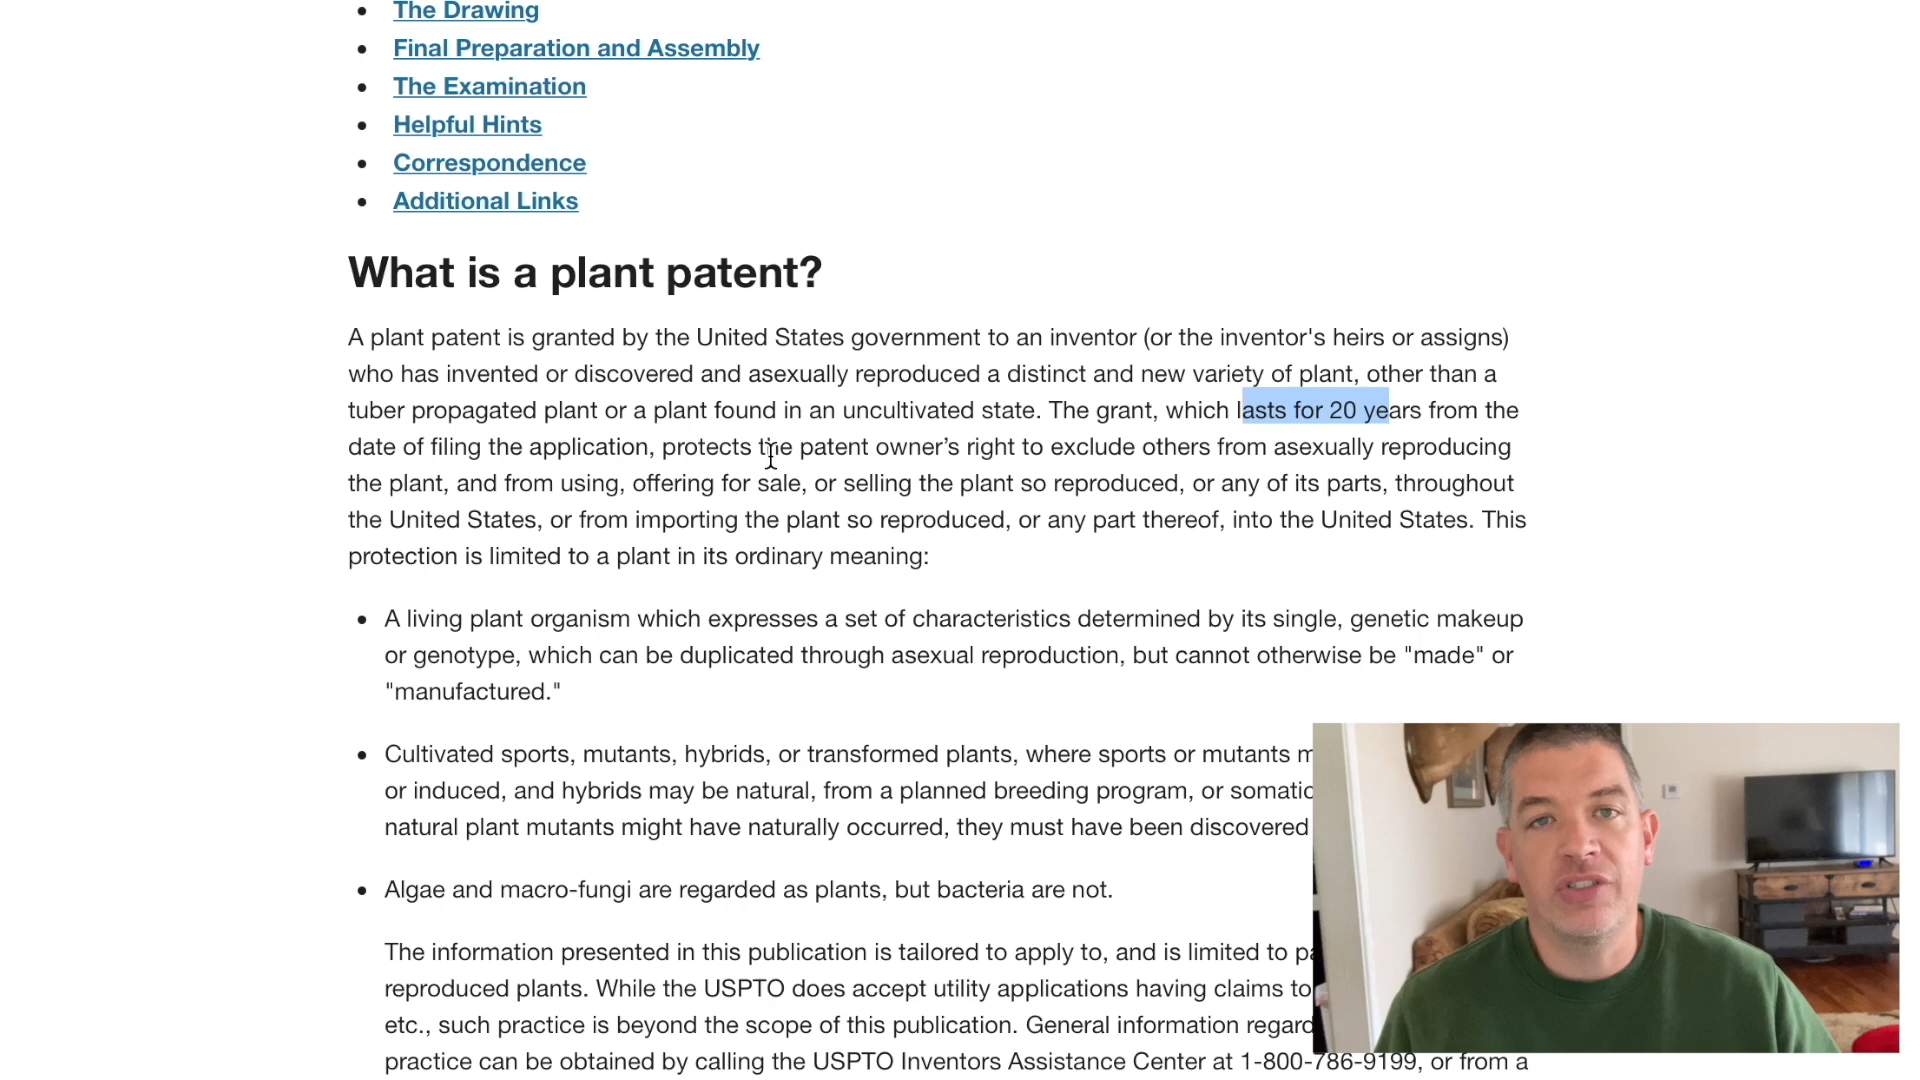 The Drawing
Final Preparation and Assembly
The Examination
Helpful Hints
Correspondence
Additional Links
What is a plant patent?
A plant patent is granted by the United States government to an inventor (or the inventor's heirs or assigns)
who has invented or discovered and asexually reproduced a distinct and new variety of plant, other than a
tuber propagated plant or a plant found in an uncultivated state. The grant, which lasts for 20 years from the
date of filing the application, protects the patent owner’s right to exclude others from asexually reproducing
the plant, and from using, offering for sale, or selling the plant so reproduced, or any of its parts, throughout
the United States, or from importing the plant so reproduced, or any part thereof, into the United States. This
protection is limited to a plant in its ordinary meaning:
A living plant organism which expresses a set of characteristics determined by its single, genetic makeup
or genotype, which can be duplicated through asexual reproduction, but cannot otherwise be "made" or
"manufactured."
Cultivated sports, mutants, hybrids, or transformed plants, where sports or mutants
or induced, and hybrids may be natural, from a planned breeding program, or somatic
natural plant mutants might have naturally occurred, they must have been discovered
Algae and macro-fungi are regarded as plants, but bacteria are not.
The information presented in this publication is tailored to apply to, and is limited to
reproduced plants. While the USPTO does accept utility applications having claims to
etc., such practice is beyond the scope of this publication. General information
practice can be obtained by calling the USPTO Inventors Assistance Center at 1-800-786-9199, or from a